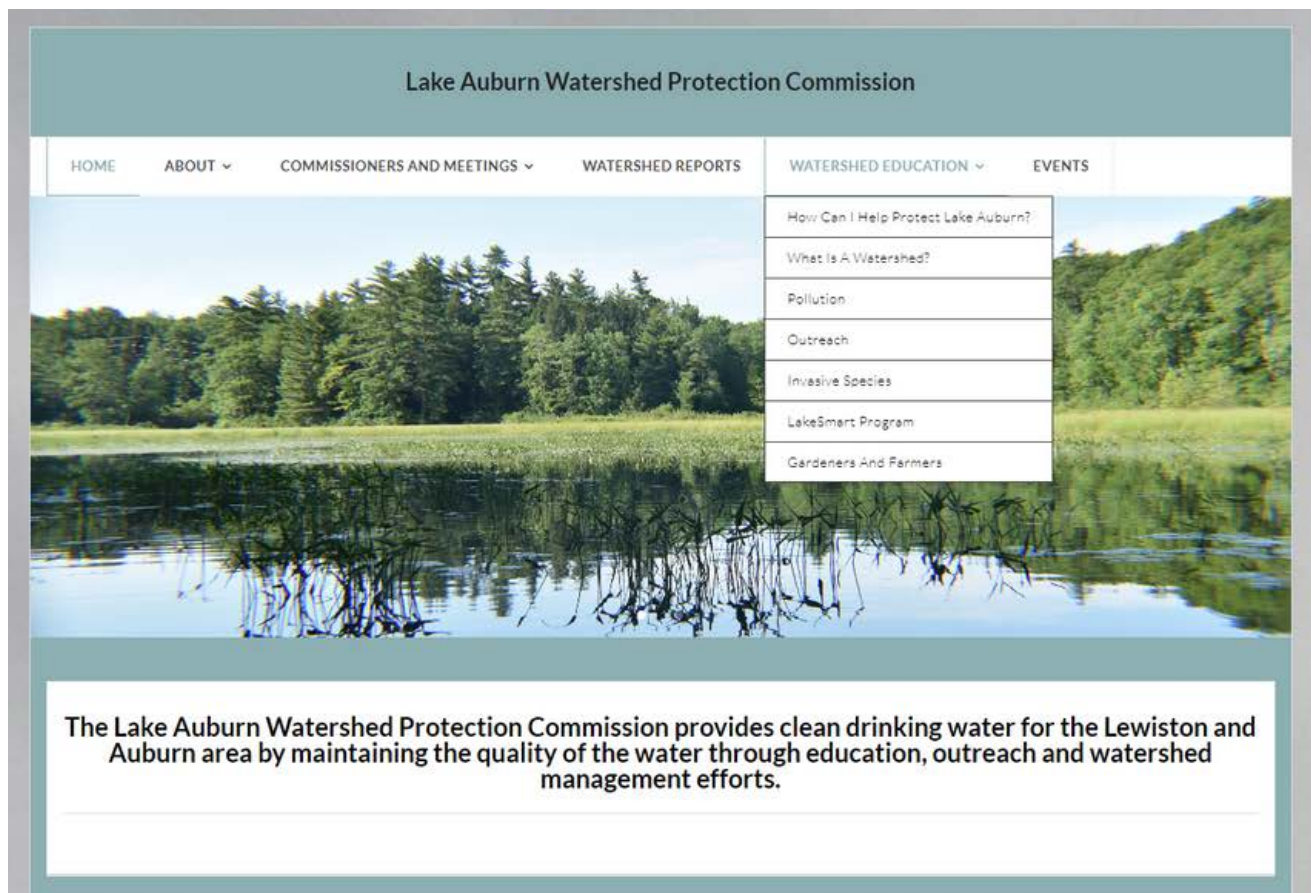 Lake Auburn Watershed Protection Commission
HOME ABOUT COMMISSIONERS AND MEETINGS WATERSHED REPORTS WATERSHED EDUCATION EVENTS
How Can I Help Protect Lake Auburn?
What Is A Watershed?
Pollution
Outreach
Invasive Species
LakeSmart Program
Gardeners And Farmers
The Lake Auburn Watershed Protection Commission provides clean drinking water for the Lewiston and
Auburn area by maintaining the quality of the water through education, outreach and watershed
management efforts.